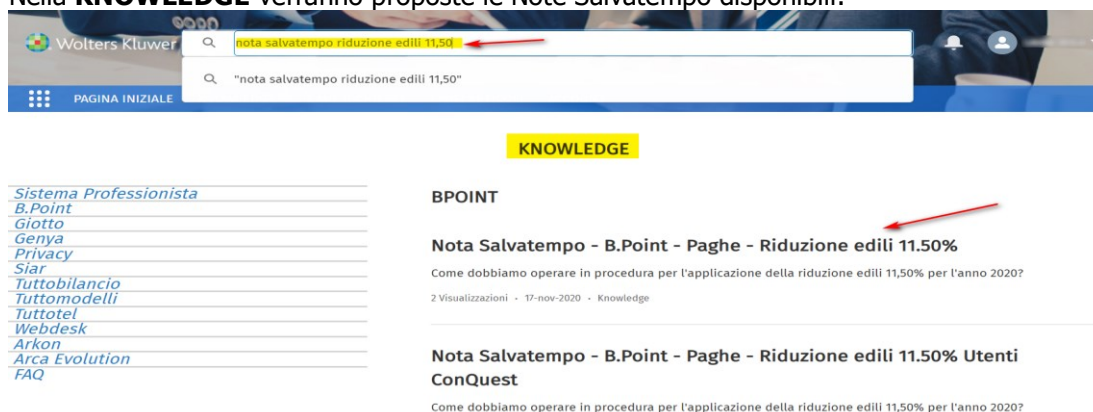 Nella KNOWLEDGE verranno proposte le Note Salvatempo disponibili:
Wolters Kluwer
nota salvatempo riduzione edili 11,50
"nota salvatempo riduzione edili 11,50"
PAGINA INIZIALE
KNOWLEDGE
Sistema Professionista
B.Point
Giotto
Genya
Privacy
Siar
Tuttobilancio
Tuttomodelli
Tuttotel
Webdesk
Arkon
Arca Evolution
FAQ
BPOINT
Nota Salvatempo - B.Point - Paghe - Riduzione edili 11.50%
Come dobbiamo operare in procedura per l'applicazione della riduzione edili 11,50% per l'anno 2020?
2 Visualizzazioni • 17-nov-2020 • Knowledge
Nota Salvatempo - B.Point - Paghe - Riduzione edili 11.50% Utenti
ConQuest
Come dobbiamo operare in procedura per l'applicazione della riduzione edili 11,50% per l'anno 2020?